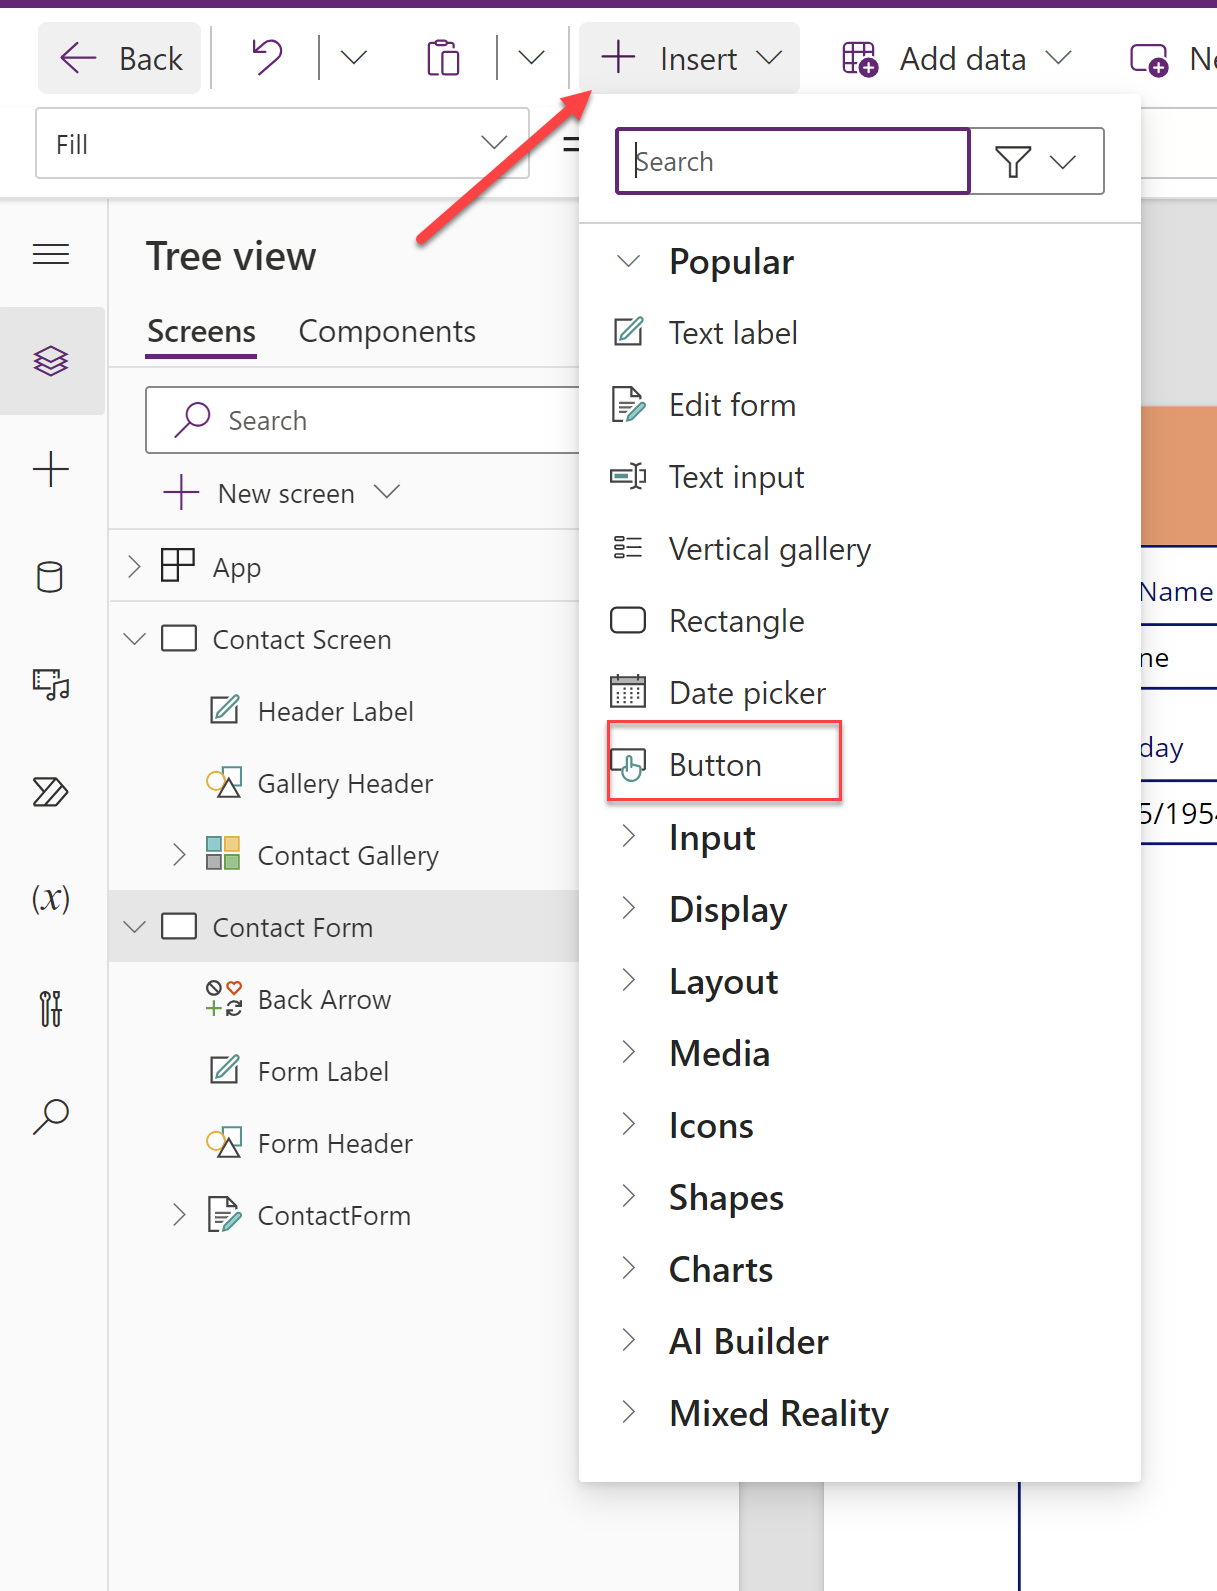 Back
Insert
Add data
Fill
=
Search
Tree view
Screens
Components
Search
New screen
App
Contact Screen
Header Label
Gallery Header
Contact Gallery
Contact Form
Back Arrow
Form Label
Form Header
ContactForm
(x)
Popular
Text label
Edit form
Text input
Vertical gallery
Rectangle
Date picker
Button
Input
Display
Layout
Media
Icons
Shapes
Charts
AI Builder
Mixed Reality
Name
ne
day
5/1954